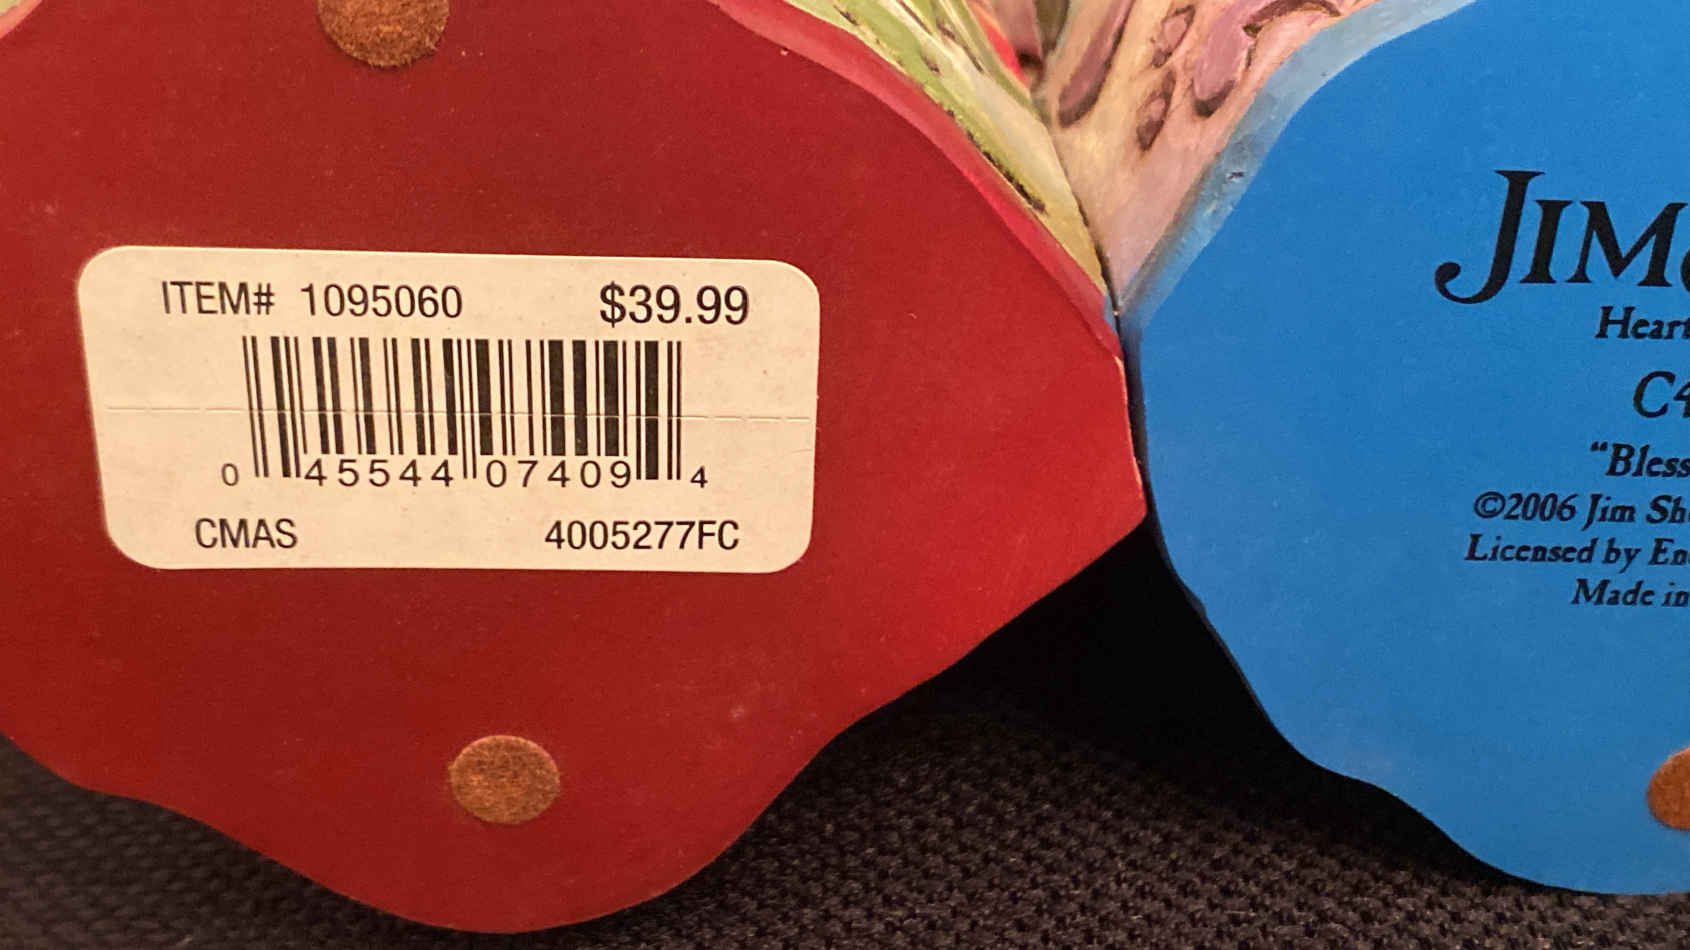 ITEM# 1095060 $39.99
0 45544 07409 4
CMAS 4005277FC
JIM
Heart
C4
"Bless
©2006 Jim Sh
Licensed by En
Made in